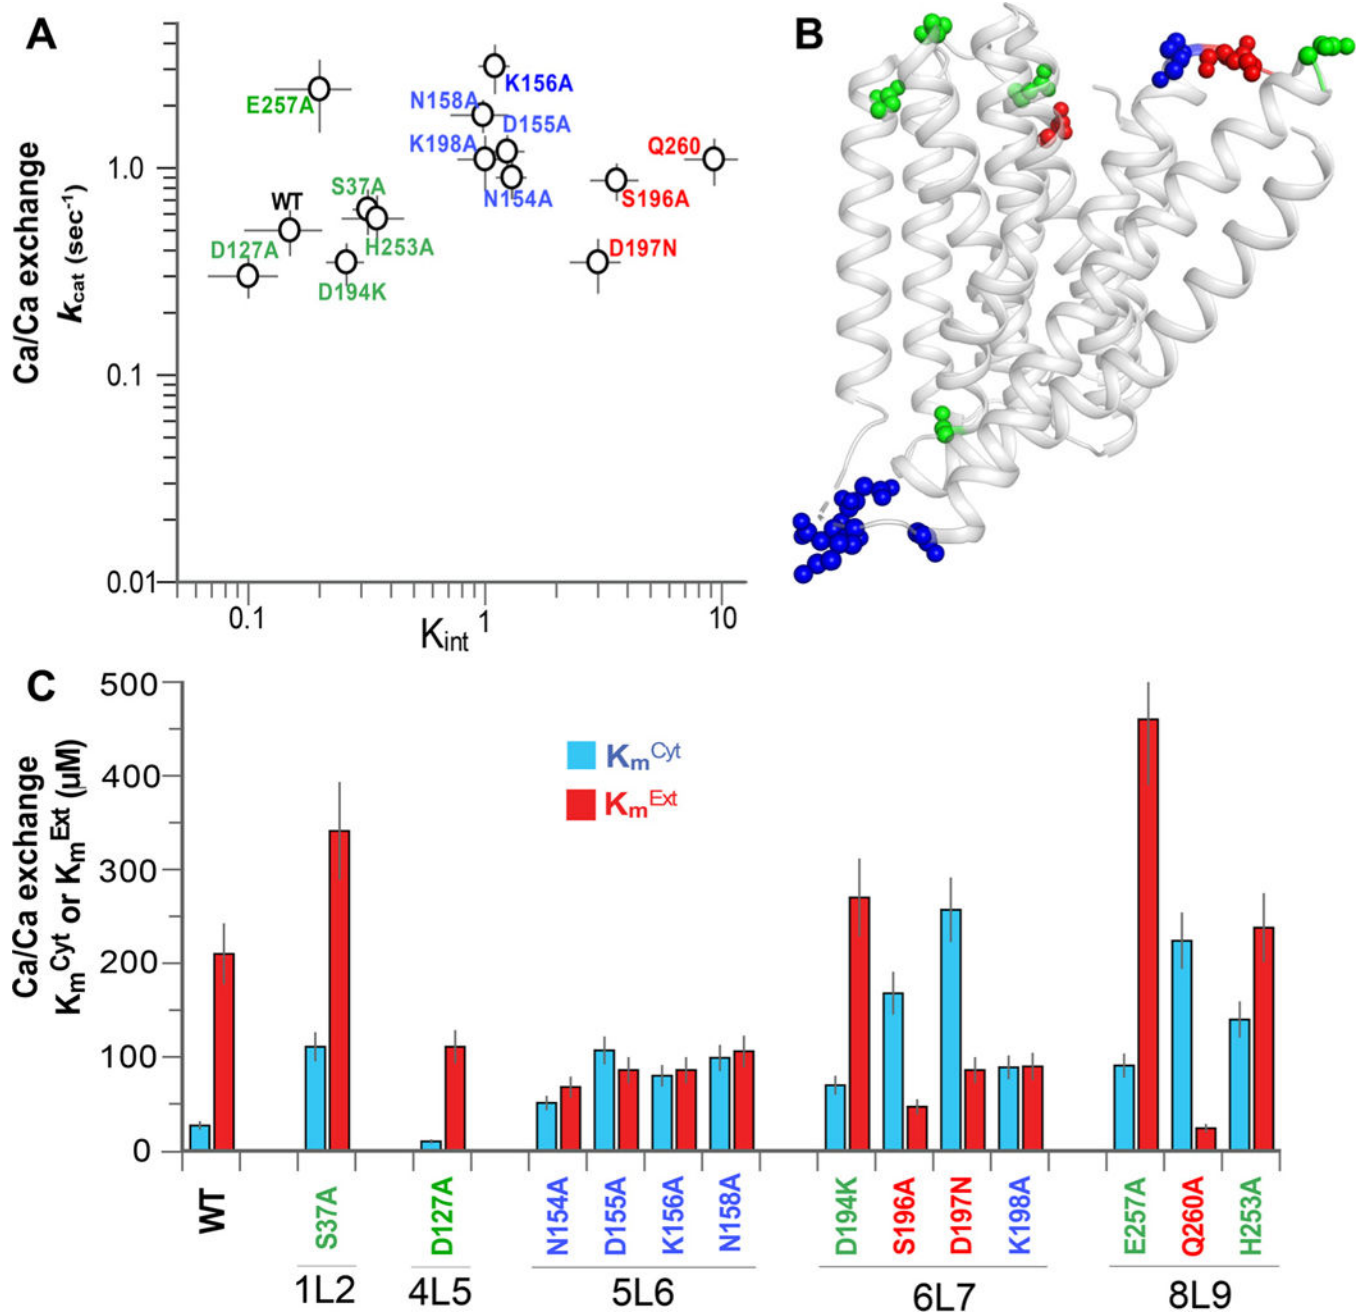 A
B
Ca/Ca exchange
kcat (sec⁻¹)
1.0
0.1
0.01
0.1
1
10
Kint
E257A
K156A
N158A
D155A
K198A
N154A
Q260
S196A
S37A
WT
H253A
D127A
D194K
D197N
C
Ca/Ca exchange
KmCyt or KmExt (µM)
500
400
300
200
100
0
KmCyt
KmExt
WT
S37A
D127A
N154A
D155A
K156A
N158A
D194K
S196A
D197N
K198A
E257A
Q260A
H253A
1L2
4L5
5L6
6L7
8L9